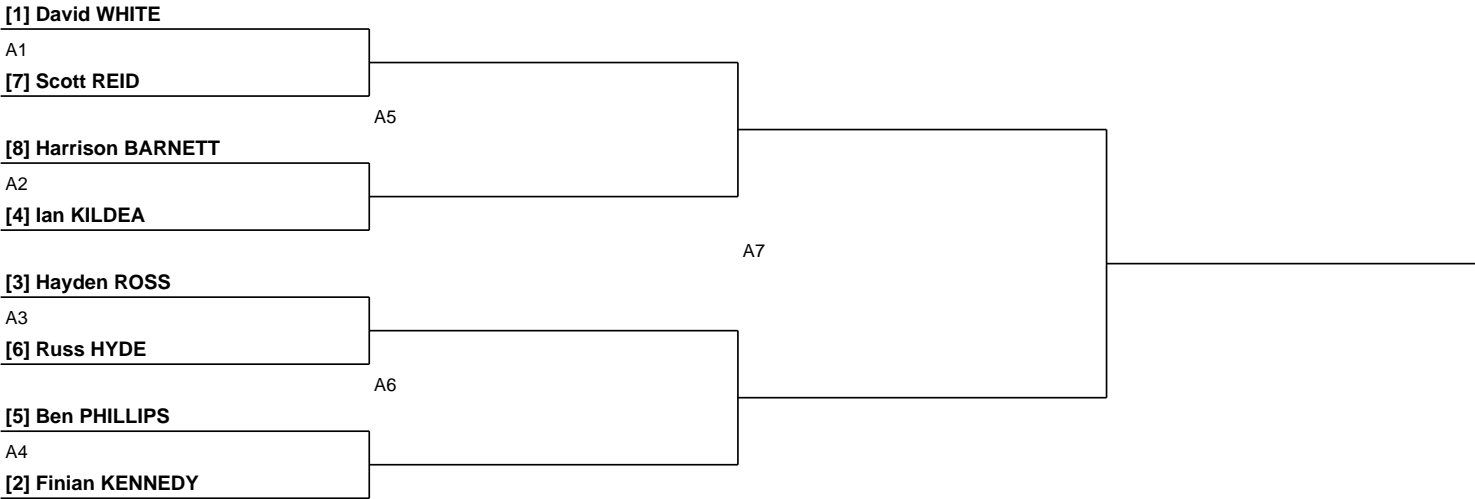 [1] David WHITE
A1
[7] Scott REID
A5
[8] Harrison BARNETT
A2
[4] Ian KILDEA
A7
[3] Hayden ROSS
A3
[6] Russ HYDE
A6
[5] Ben PHILLIPS
A4
[2] Finian KENNEDY